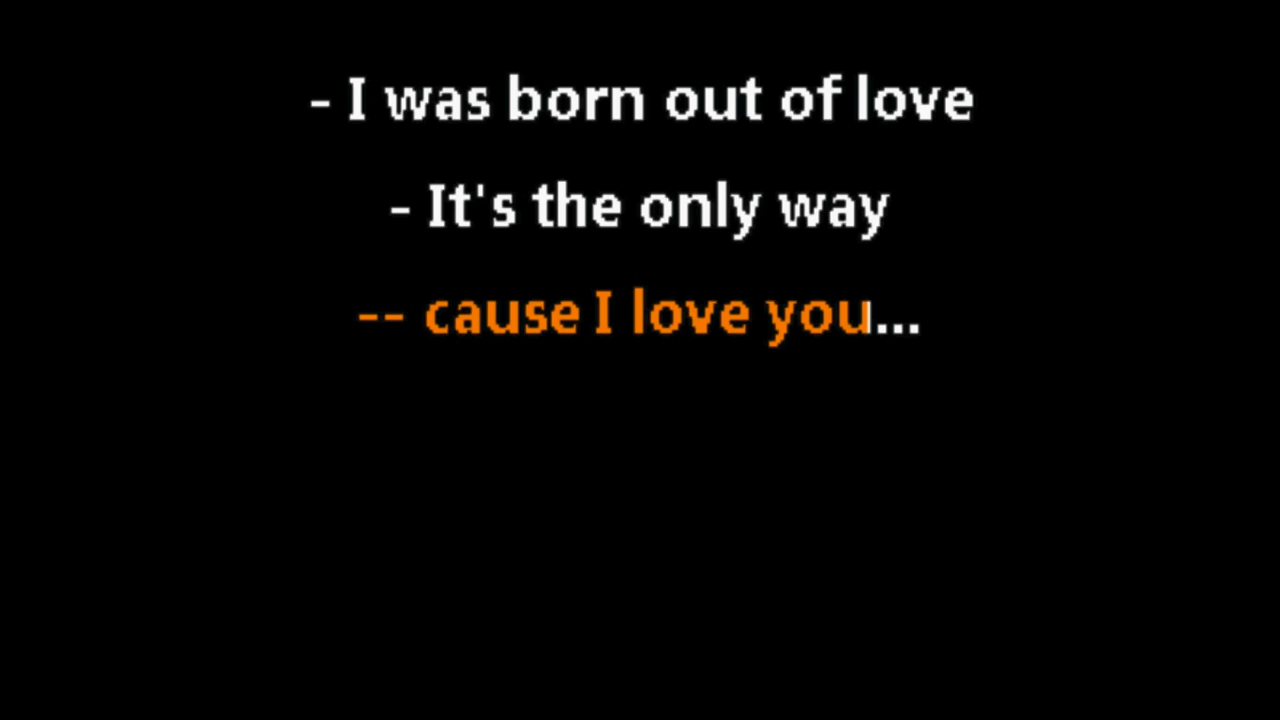 - I was born out of love
- It's the only way
-- cause I love you...